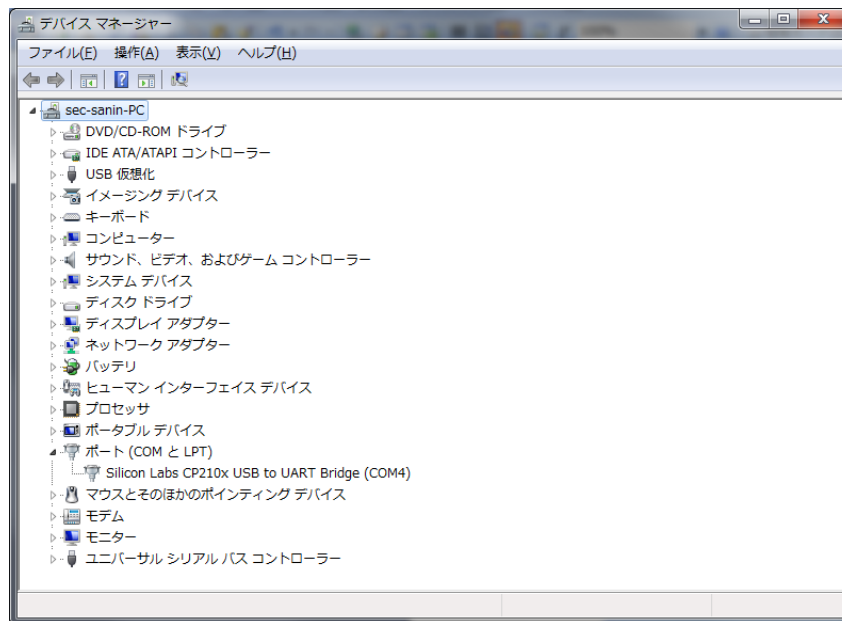 デバイス マネージャー
ファイル(F) 操作(A) 表示(V) ヘルプ(H)
sec-sanin-PC
DVD/CD-ROM ドライブ
IDE ATA/ATAPI コントローラー
USB 仮想化
イメージング デバイス
キーボード
コンピューター
サウンド、ビデオ、およびゲーム コントローラー
システム デバイス
ディスク ドライブ
ディスプレイ アダプター
ネットワーク アダプター
バッテリ
ヒューマン インターフェイス デバイス
プロセッサ
ポータブル デバイス
ポート (COM と LPT)
Silicon Labs CP210x USB to UART Bridge (COM4)
マウスとそのほかのポインティング デバイス
モデム
モニター
ユニバーサル シリアル バス コントローラー